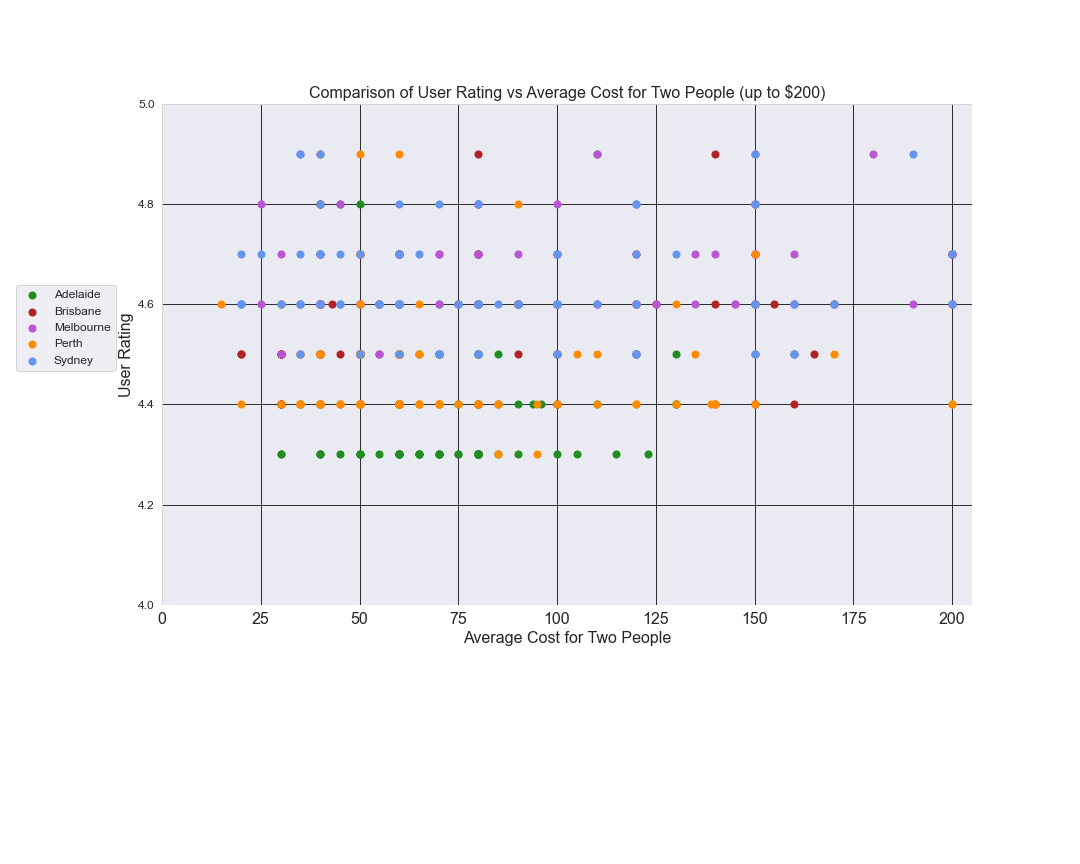 Comparison of User Rating vs Average Cost for Two People (up to $200)
5.0
4.8
4.6
4.4
4.2
4.0
User Rating
Adelaide
Brisbane
Melbourne
Perth
Sydney
0 25 50 75 100 125 150 175 200
Average Cost for Two People